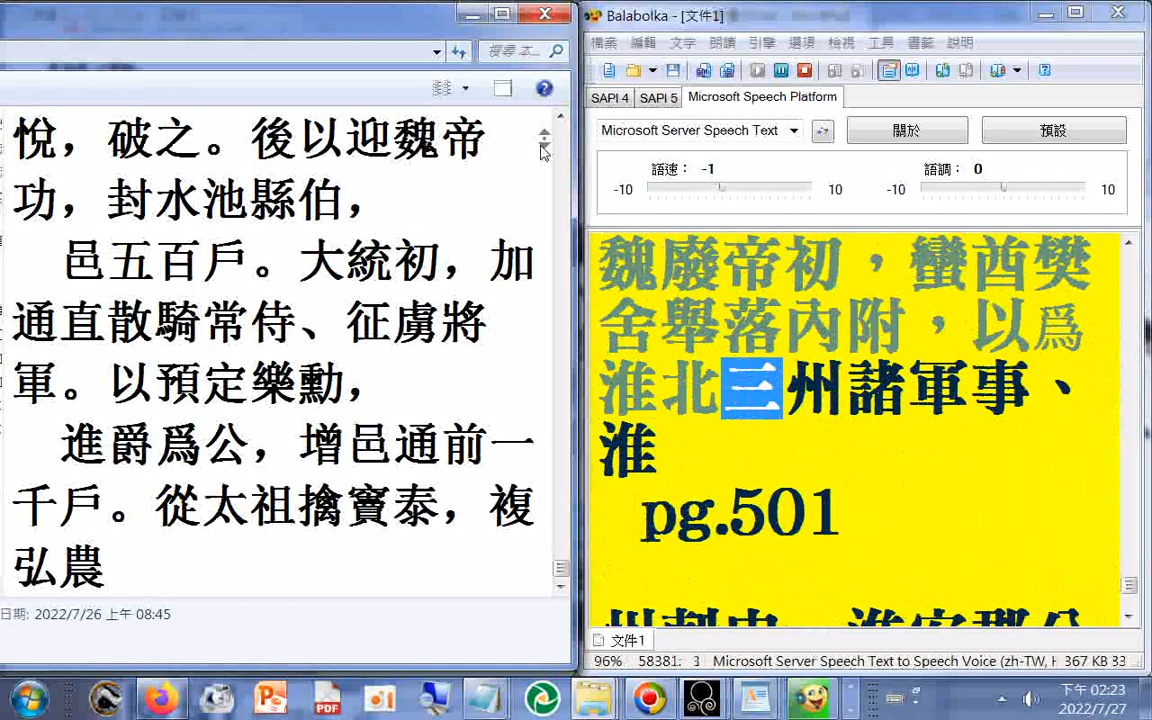 搜尋 本...
悅，破之。後以迎魏帝
功，封水池縣伯，
邑五百戶。大統初，加
通直散騎常侍、征虜將
軍。以預定樂勳，
進爵爲公，增邑通前一
千戶。從太祖擒竇泰，複
弘農
日期: 2022/7/26 上午 08:45
Balabolka - [文件1]
檔案 編輯 文字 朗讀 引擎 選項 檢視 工具 書籤 說明
SAPI 4 SAPI 5 Microsoft Speech Platform
Microsoft Server Speech Text 關於 預設
語速: -1 語調: 0
-10 10 -10 10
魏廢帝初，蠻酋樊
舍舉落內附，以爲
淮北三州諸軍事、
淮
pg.501
州刺史、淮安郡公
文件1
96% 58381: 3 Microsoft Server Speech Text to Speech Voice (zh-TW, H 367 KB 33
PDF
下午 02:23
2022/7/27